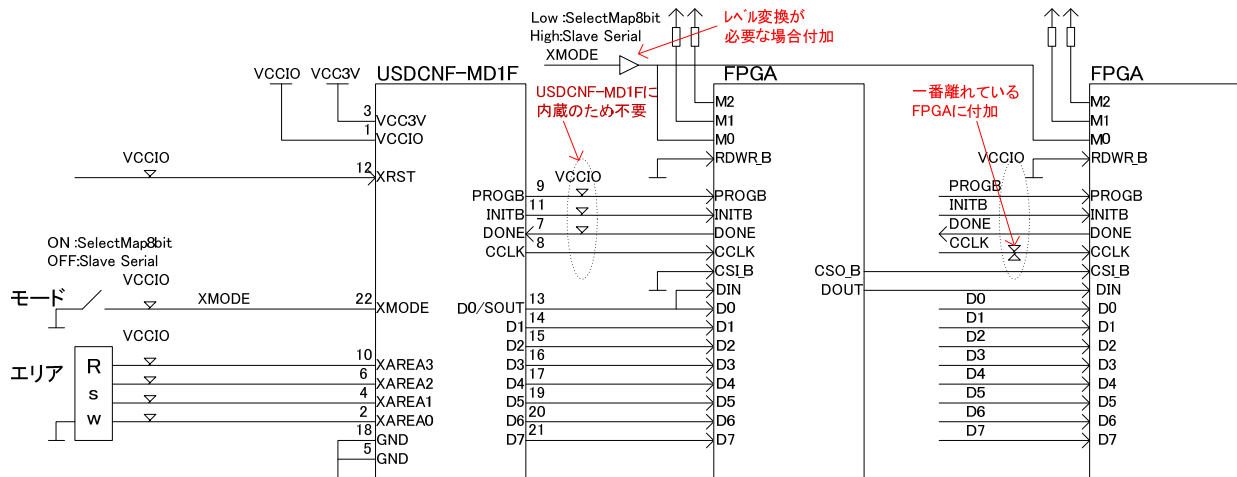 Low :SelectMap8bit
High:Slave Serial
XMODE
レベル変換が
必要な場合付加
VCCIO
VCC3V
USDCNF-MD1F
3
VCC3V
1
VCCIO
VCCIO
12
XRST
ON :SelectMap8bit
OFF:Slave Serial
VCCIO
モード
XMODE
22
XMODE
VCCIO
エリア
R
s
w
10
XAREA3
6
XAREA2
4
XAREA1
2
XAREA0
18
GND
5
GND
USDCNF-MD1Fに
内蔵のため不要
VCCIO
PROGB
9
INITB
11
DONE
7
CCLK
8
D0/SOUT
13
D1
14
D2
15
D3
16
D4
17
D5
19
D6
20
D7
21
FPGA
M2
M1
M0
RDWR_B
PROGB
INITB
DONE
CCLK
CSI_B
DIN
D0
D1
D2
D3
D4
D5
D6
D7
CSO_B
DOUT
一番離れている
FPGAに付加
VCCIO
PROGB
INITB
DONE
CCLK
D0
D1
D2
D3
D4
D5
D6
D7
FPGA
M2
M1
M0
RDWR_B
PROGB
INITB
DONE
CCLK
CSI_B
DIN
D0
D1
D2
D3
D4
D5
D6
D7